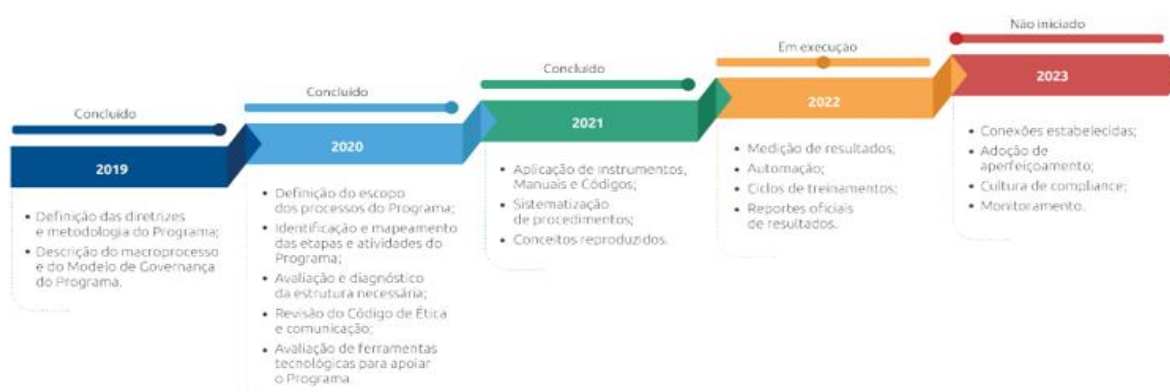 Concluído
2019
• Definição das diretrizes
e metodologia do Programa;
• Descrição do macroprocesso
e do Modelo de Governança
do Programa.
Concluído
2020
• Definição do escopo
dos processos do Programa;
• Identificação e mapeamento
das etapas e atividades do
Programa;
• Avaliação e diagnóstico
da estrutura necessária;
• Revisão do Código de Ética
e comunicação;
• Avaliação de ferramentas
tecnológicas para apoiar
o Programa.
Concluído
2021
• Aplicação de instrumentos,
Manuais e Códigos;
• Sistematização
de procedimentos;
• Conceitos reproduzidos.
Em execução
2022
• Medição de resultados;
• Automação;
• Ciclos de treinamentos;
• Reportes oficiais
de resultados.
Não iniciado
2023
• Conexões estabelecidas;
• Adoção de
aperfeiçoamento;
• Cultura de compliance;
• Monitoramento.